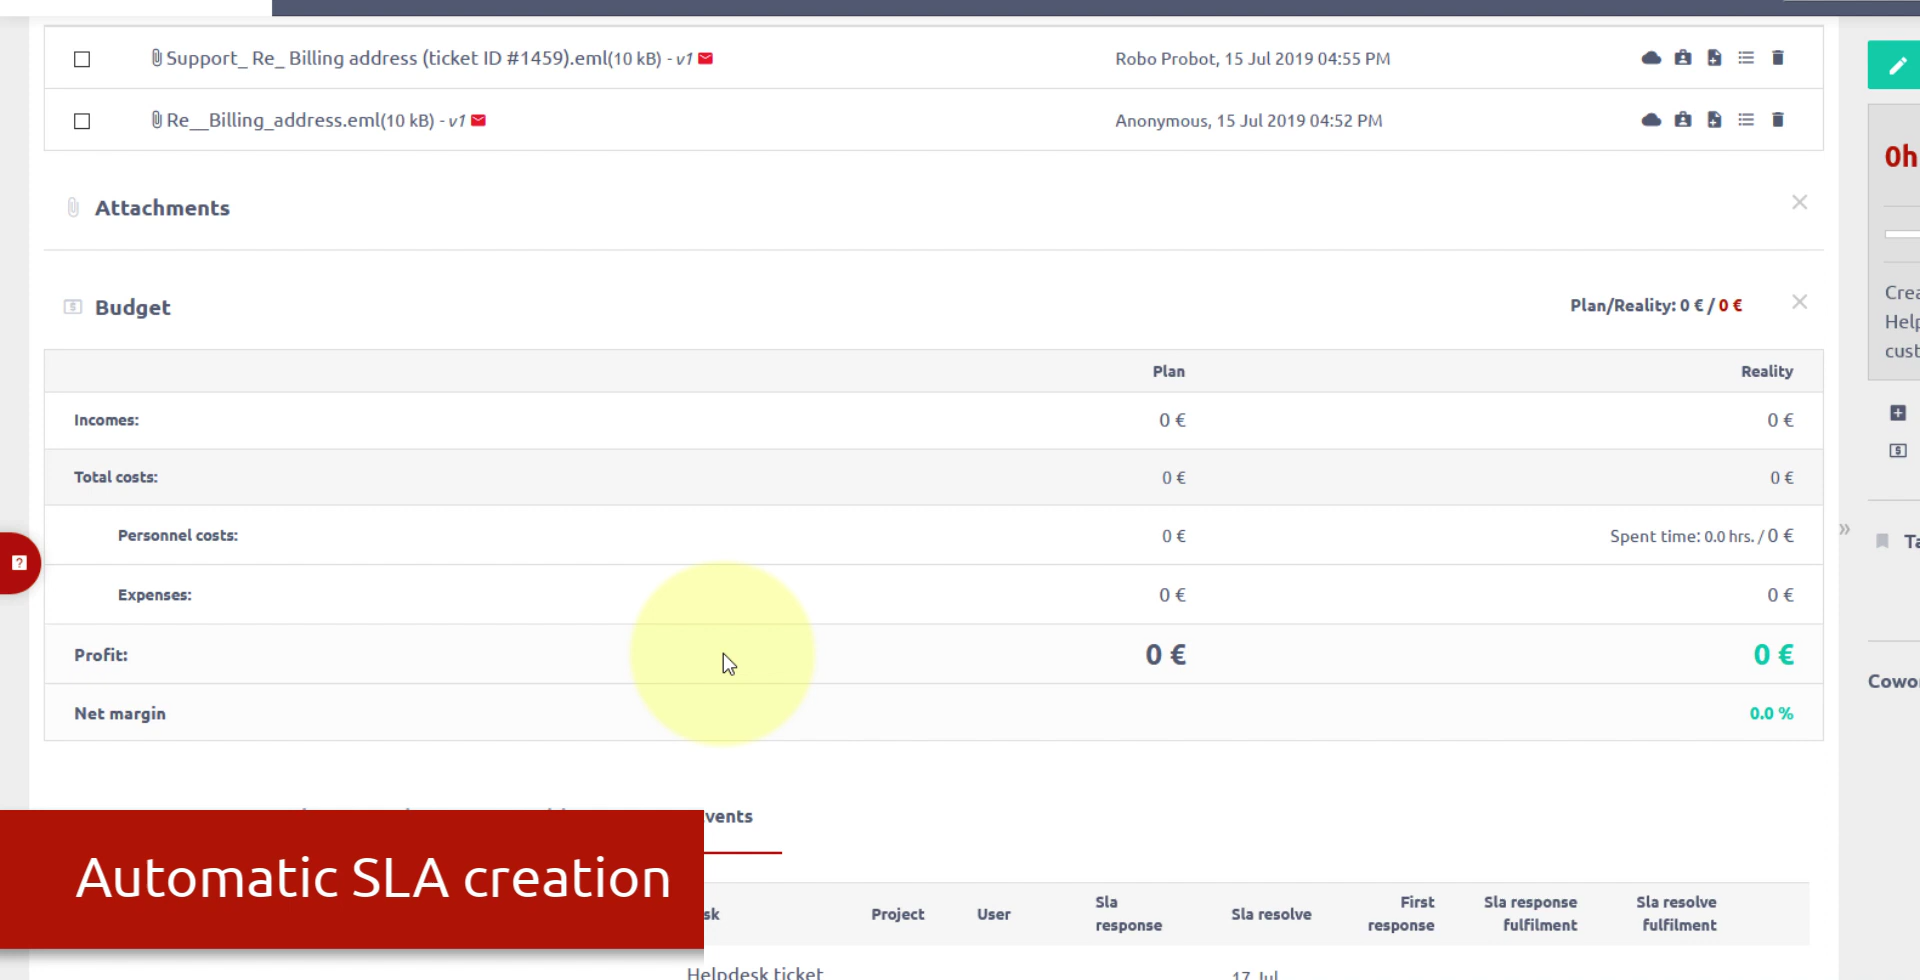 Support_ Re_ Billing address (ticket ID #1459).eml(10 kB) - v1
Robo Probot, 15 Jul 2019 04:55 PM
Re__Billing_address.eml(10 kB) - v1
Anonymous, 15 Jul 2019 04:52 PM
0h
Attachments
Crea
Help
cust
Budget
Plan/Reality: 0 € / 0 €
Plan
Reality
Incomes:
0 €
0 €
Total costs:
0 €
0 €
Personnel costs:
0 €
Spent time: 0.0 hrs. / 0 €
Expenses:
0 €
0 €
Profit:
0 €
0 €
Net margin
0.0 %
Ta
Cowo
vents
Automatic SLA creation
sk
Project
User
Sla response
Sla resolve
First response
Sla response fulfilment
Sla resolve fulfilment
Helpdesk ticket
17 Jul